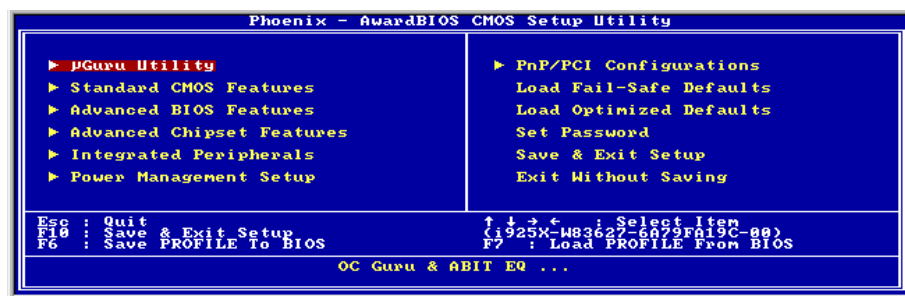 Phoenix - AwardBIOS CMOS Setup Utility
► µGuru Utility
► Standard CMOS Features
► Advanced BIOS Features
► Advanced Chipset Features
► Integrated Peripherals
► Power Management Setup
► PnP/PCI Configurations
Load Fail-Safe Defaults
Load Optimized Defaults
Set Password
Save & Exit Setup
Exit Without Saving
Esc : Quit
F10 : Save & Exit Setup
F6 : Save PROFILE To BIOS
↑ ↓ → ← : Select Item
(i925X-W83627-6A79FA19C-00)
F7 : Load PROFILE From BIOS
OC Guru & ABIT EQ ...